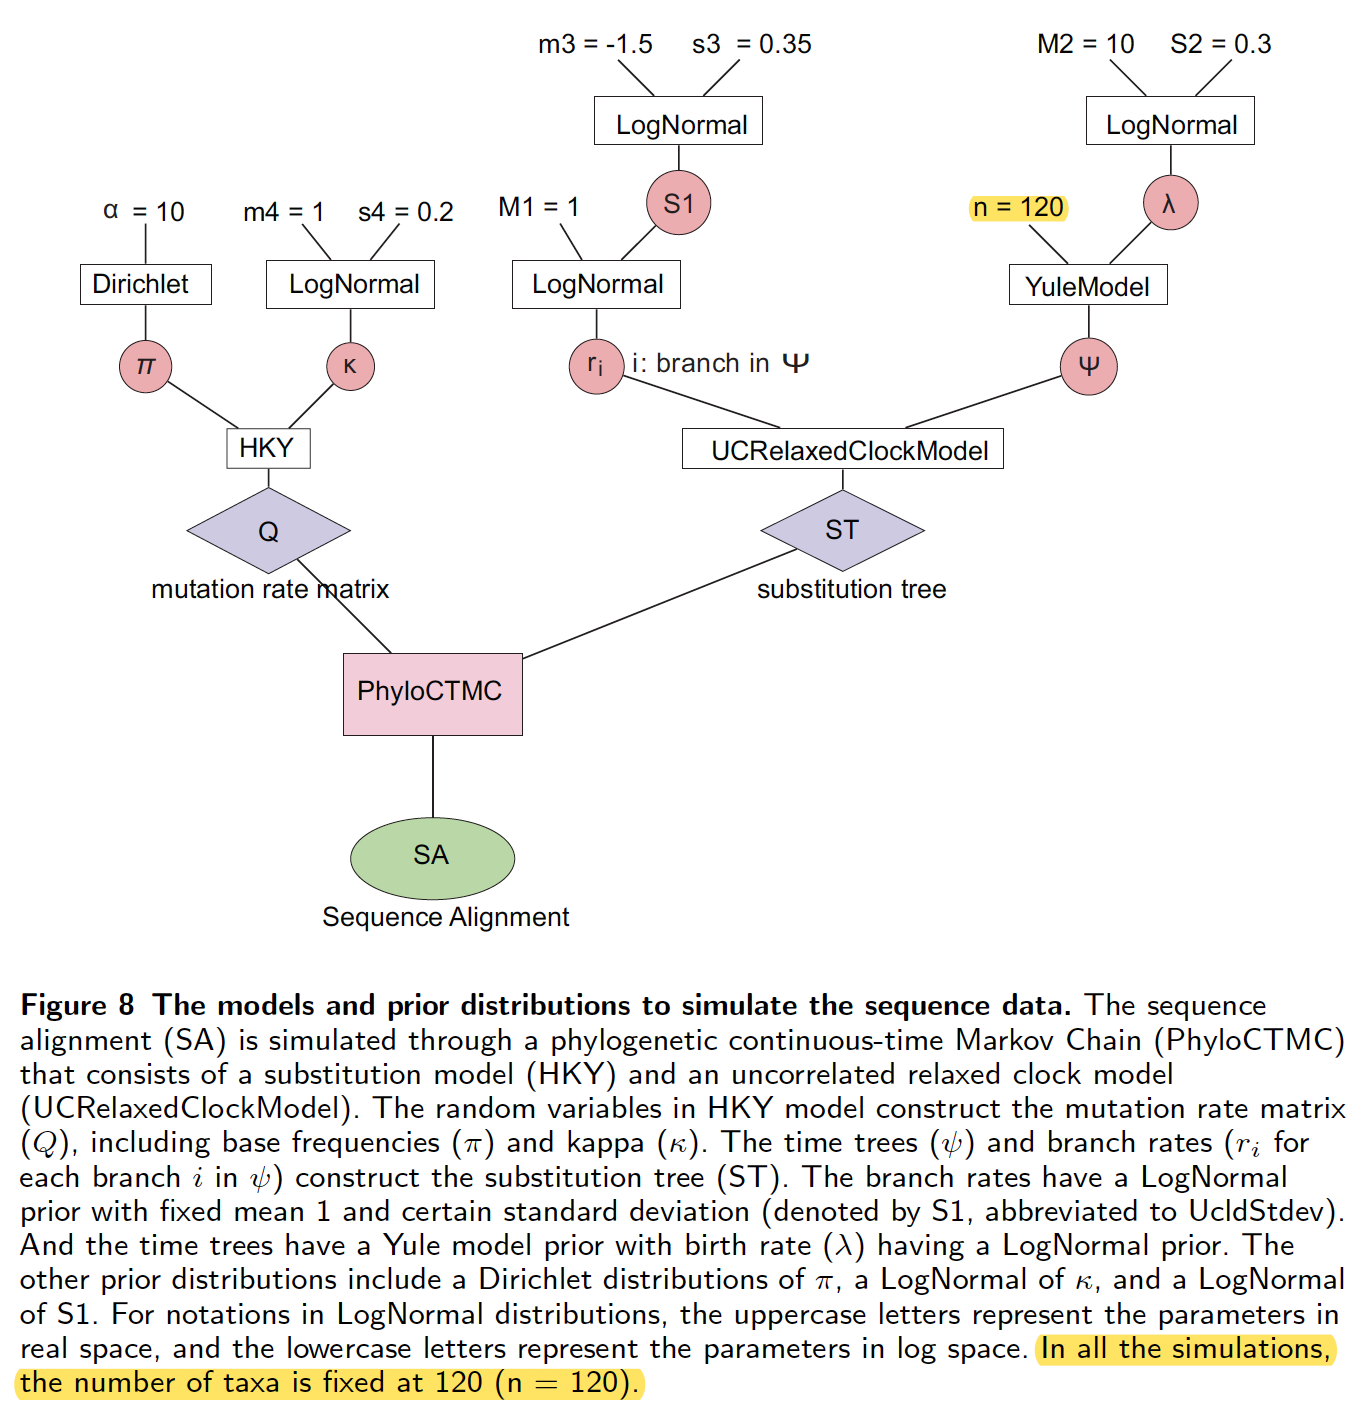 m3 = -1.5 s3 = 0.35 M2 = 10 S2 = 0.3
LogNormal LogNormal
α = 10 m4 = 1 s4 = 0.2 M1 = 1 S1 n = 120 λ
Dirichlet LogNormal LogNormal YuleModel
π κ ri i: branch in Ψ Ψ
HKY UCRelaxedClockModel
Q ST
mutation rate matrix substitution tree
PhyloCTMC
SA
Sequence Alignment
Figure 8 The models and prior distributions to simulate the sequence data. The sequence
alignment (SA) is simulated through a phylogenetic continuous-time Markov Chain (PhyloCTMC)
that consists of a substitution model (HKY) and an uncorrelated relaxed clock model
(UCRelaxedClockModel). The random variables in HKY model construct the mutation rate matrix
(Q), including base frequencies (π) and kappa (κ). The time trees (ψ) and branch rates (ri for
each branch i in ψ) construct the substitution tree (ST). The branch rates have a LogNormal
prior with fixed mean 1 and certain standard deviation (denoted by S1, abbreviated to UcldStdev).
And the time trees have a Yule model prior with birth rate (λ) having a LogNormal prior. The
other prior distributions include a Dirichlet distributions of π, a LogNormal of κ, and a LogNormal
of S1. For notations in LogNormal distributions, the uppercase letters represent the parameters in
real space, and the lowercase letters represent the parameters in log space. In all the simulations,
the number of taxa is fixed at 120 (n = 120).